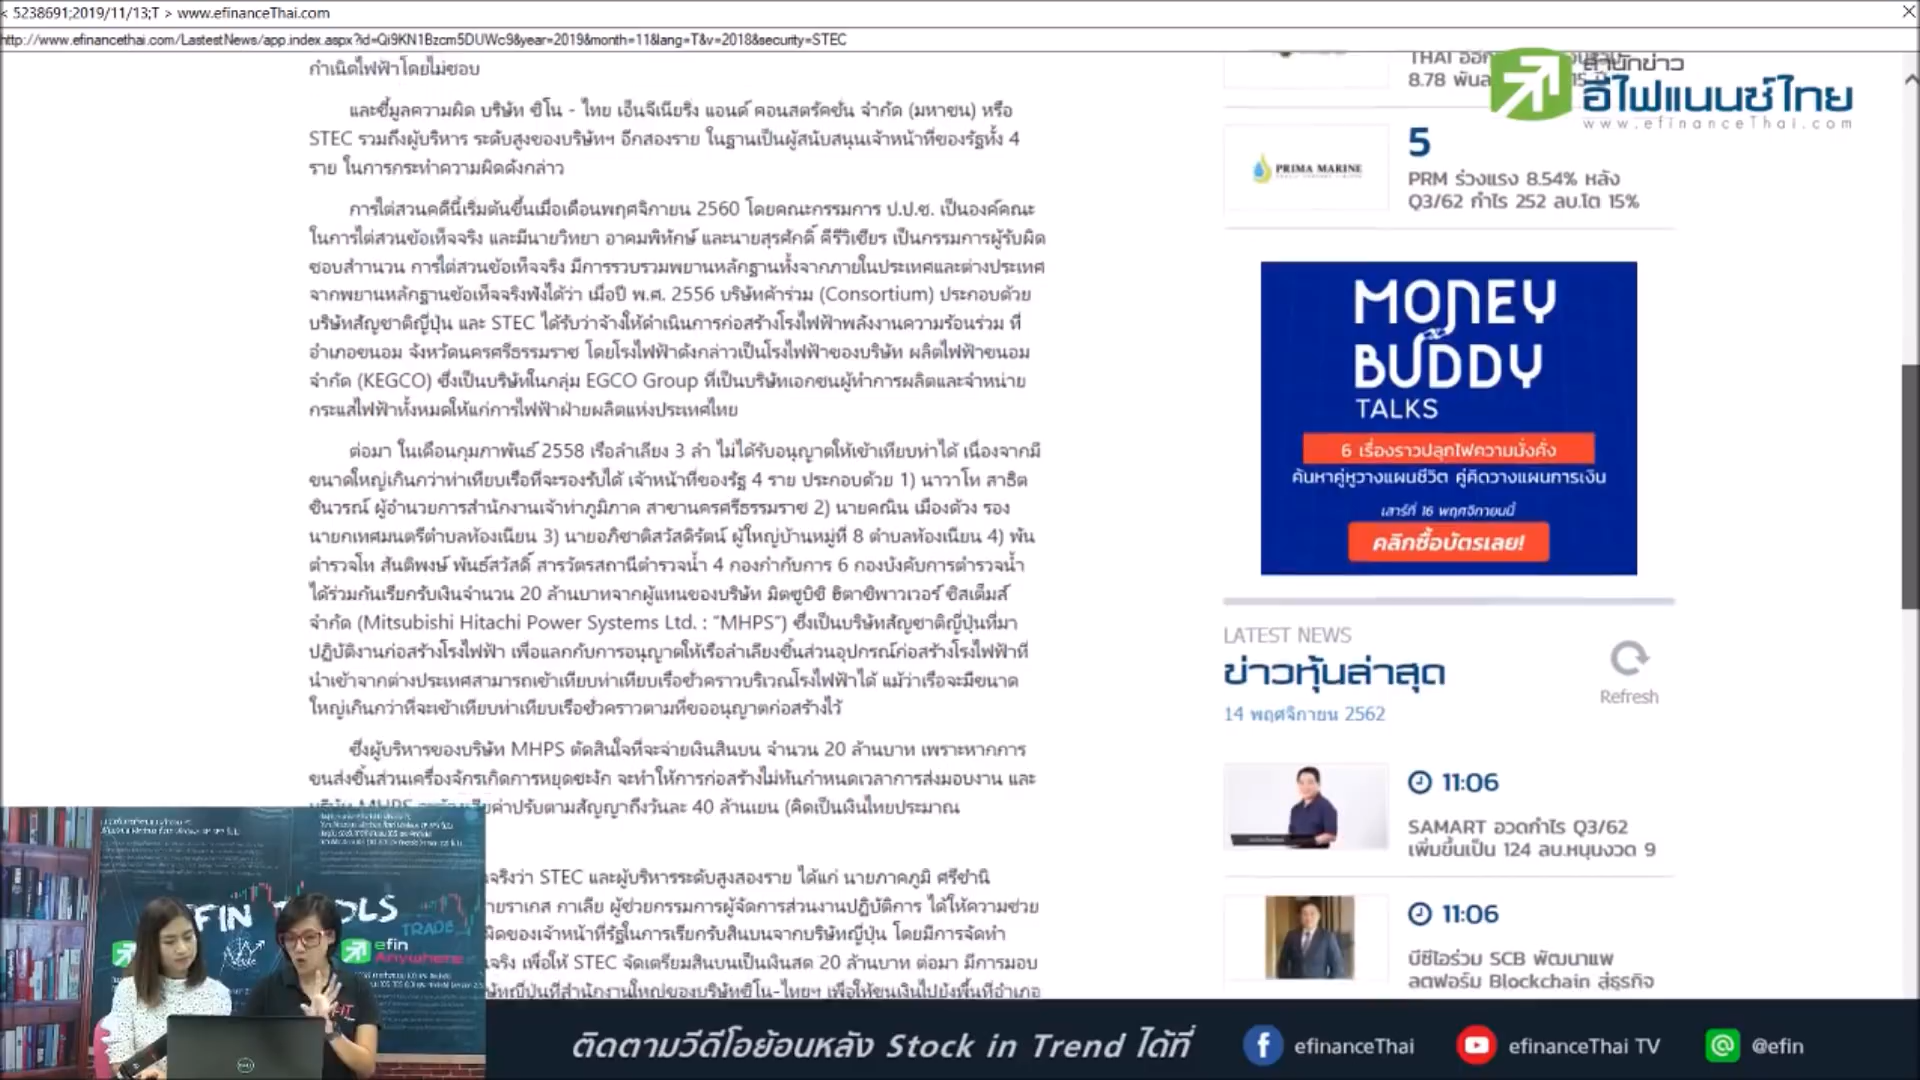 < 5238691;2019/11/13;T > www.efinanceThai.com
http://www.efinancethai.com/LastestNews/app.index.aspx?id=Qi9KN1Bzcm5DUWc9&year=2019&month=11&lang=T&v=2018&security=STEC
กำเนิดไฟฟ้าโดยไม่ชอบ
และชี้มูลความผิด บริษัท ซิโน - ไทย เอ็นจีเนียริ่ง แอนด์ คอนสตรัคชั่น จำกัด (มหาชน) หรือ
STEC รวมถึงผู้บริหาร ระดับสูงของบริษัทฯ อีกสองราย ในฐานเป็นผู้สนับสนุนเจ้าหน้าที่ของรัฐทั้ง 4
ราย ในการกระทำความผิดดังกล่าว
การไต่สวนคดีนี้เริ่มต้นขึ้นเมื่อเดือนพฤศจิกายน 2560 โดยคณะกรรมการ ป.ป.ช. เป็นองค์คณะ
ในการไต่สวนข้อเท็จจริง และมีนายวิทยา อาคมพิทักษ์ และนายสุรศักดิ์ คีรีวิเชียร เป็นกรรมการผู้รับผิด
ชอบสำานวน การไต่สวนข้อเท็จจริง มีการรวบรวมพยานหลักฐานทั้งจากภายในประเทศและต่างประเทศ
จากพยานหลักฐานข้อเท็จจริงฟังได้ว่า เมื่อปี พ.ศ. 2556 บริษัทค้าร่วม (Consortium) ประกอบด้วย
บริษัทสัญชาติญี่ปุ่น และ STEC ได้รับว่าจ้างให้ดำเนินการก่อสร้างโรงไฟฟ้าพลังงานความร้อนร่วม ที่
อำเภอขนอม จังหวัดนครศรีธรรมราช โดยโรงไฟฟ้าดังกล่าวเป็นโรงไฟฟ้าของบริษัท ผลิตไฟฟ้าขนอม
จำกัด (KEGCO) ซึ่งเป็นบริษัทในกลุ่ม EGCO Group ที่เป็นบริษัทเอกชนผู้ทำการผลิตและจำหน่าย
กระแสไฟฟ้าทั้งหมดให้แก่การไฟฟ้าฝ่ายผลิตแห่งประเทศไทย
ต่อมา ในเดือนกุมภาพันธ์ 2558 เรือลำเลียง 3 ลำ ไม่ได้รับอนุญาตให้เข้าเทียบท่าได้ เนื่องจากมี
ขนาดใหญ่เกินกว่าท่าเทียบเรือที่จะรองรับได้ เจ้าหน้าที่ของรัฐ 4 ราย ประกอบด้วย 1) นาวาโท สาธิต
ชินวรณ์ ผู้อำนวยการสำนักงานเจ้าท่าภูมิภาค สาขานครศรีธรรมราช 2) นายคณิน เมืองด้วง รอง
นายกเทศมนตรีตำบลท้องเนียน 3) นายอภิชาติสวัสดิรัตน์ ผู้ใหญ่บ้านหมู่ที่ 8 ตำบลท้องเนียน 4) พัน
ตำรวจโท สันติพงษ์ พันธ์สวัสดิ์ สารวัตรสถานีตำรวจน้ำ 4 กองกำกับการ 6 กองบังคับการตำรวจน้ำ
ได้ร่วมกันเรียกรับเงินจำนวน 20 ล้านบาทจากผู้แทนของบริษัท มิตซูบิชิ ฮิตาชิพาวเวอร์ ซิสเต็มส์
จำกัด (Mitsubishi Hitachi Power Systems Ltd. : "MHPS") ซึ่งเป็นบริษัทสัญชาติญี่ปุ่นที่มา
ปฏิบัติงานก่อสร้างโรงไฟฟ้า เพื่อแลกกับการอนุญาตให้เรือลำเลียงชิ้นส่วนอุปกรณ์ก่อสร้างโรงไฟฟ้าที่
นำเข้าจากต่างประเทศสามารถเข้าเทียบท่าเทียบเรือชั่วคราวบริเวณโรงไฟฟ้าได้ แม้ว่าเรือจะมีขนาด
ใหญ่เกินกว่าที่จะเข้าเทียบท่าเทียบเรือชั่วคราวตามที่ขออนุญาตก่อสร้างไว้
ซึ่งผู้บริหารของบริษัท MHPS ตัดสินใจที่จะจ่ายเงินสินบน จำนวน 20 ล้านบาท เพราะหากการ
ขนส่งชิ้นส่วนเครื่องจักรเกิดการหยุดชะงัก จะทำให้การก่อสร้างไม่ทันกำหนดเวลาการส่งมอบงาน และ
บริษัท MHPS ค่าปรับตามสัญญาถึงวันละ 40 ล้านเยน (คิดเป็นเงินไทยประมาณ
จริงว่า STEC และผู้บริหารระดับสูงสองราย ได้แก่ นายภาคภูมิ ศรีชำนิ
ายราเกส กาเลีย ผู้ช่วยกรรมการผู้จัดการส่วนงานปฏิบัติการ ได้ให้ความช่วย
ผิดของเจ้าหน้าที่รัฐในการเรียกรับสินบนจากบริษัทญี่ปุ่น โดยมีการจัดทำ
จริง เพื่อให้ STEC จัดเตรียมสินบนเป็นเงินสด 20 ล้านบาท ต่อมา มีการมอบ
ษัทญี่ปุ่นที่สำนักงานใหญ่ของบริษัทซิโน-ไทยฯ เพื่อให้ขนเงินไปยังพื้นที่อำเภอ
THAI
8.78
สำนักข่าว
อีไฟแนนซ์ไทย
www.efinanceThai.com
5
PRIMA MARINE
PRM ร่วงแรง 8.54% หลัง
Q3/62 กำไร 252 ลบ.โต 15%
MONEY
BUDDY
TALKS
6 เรื่องราวปลุกไฟความมั่งคั่ง
ค้นหาคู่หูวางแผนชีวิต คู่คิดวางแผนการเงิน
เสาร์ที่ 16 พฤศจิกายนนี้
คลิกซื้อบัตรเลย!
LATEST NEWS
ข่าวหุ้นล่าสุด
Refresh
14 พฤศจิกายน 2562
11:06
SAMART อวดกำไร Q3/62
เพิ่มขึ้นเป็น 124 ลบ.หนุนงวด 9
11:06
บีซีไอร่วม SCB พัฒนาแพ
ลตฟอร์ม Blockchain สู่ธุรกิจ
TRADE
efin
Anywhere
DELL
ติดตามวีดีโอย้อนหลัง Stock in Trend ได้ที่
efinanceThai
efinanceThai TV
@efin